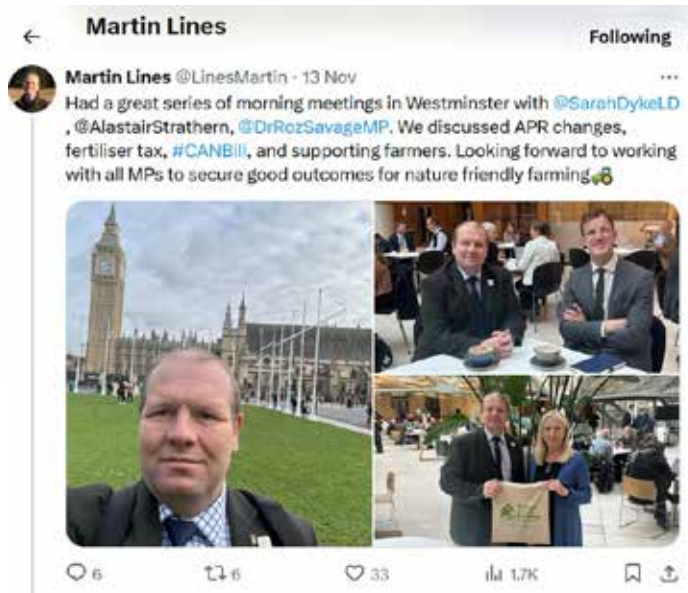 Martin Lines
Following
Martin Lines @LinesMartin · 13 Nov
Had a great series of morning meetings in Westminster with @SarahDykeLD
, @AlastairStrathern, @DrRozSavageMP. We discussed APR changes,
fertiliser tax, #CANBill, and supporting farmers. Looking forward to working
with all MPs to secure good outcomes for nature friendly farming
6
6
33
1.7K